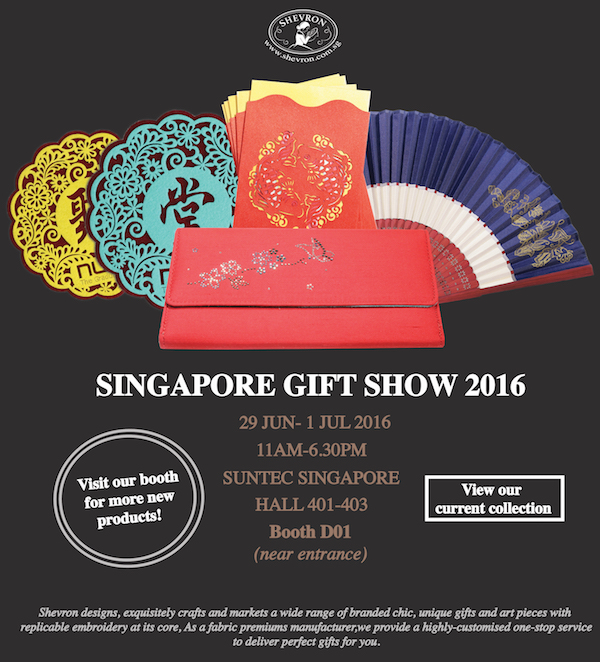 SHEVRON
www.shevron.com.sg
堂
SINGAPORE GIFT SHOW 2016
29 JUN- 1 JUL 2016
11AM-6.30PM
SUNTEC SINGAPORE
HALL 401-403
Booth D01
(near entrance)
Visit our booth
for more new
products!
View our
current collection
Shevron designs, exquisitely crafts and markets a wide range of branded chic, unique gifts and art pieces with
replicable embroidery at its core, As a fabric premiums manufacturer,we provide a highly-customised one-stop service
to deliver perfect gifts for you.